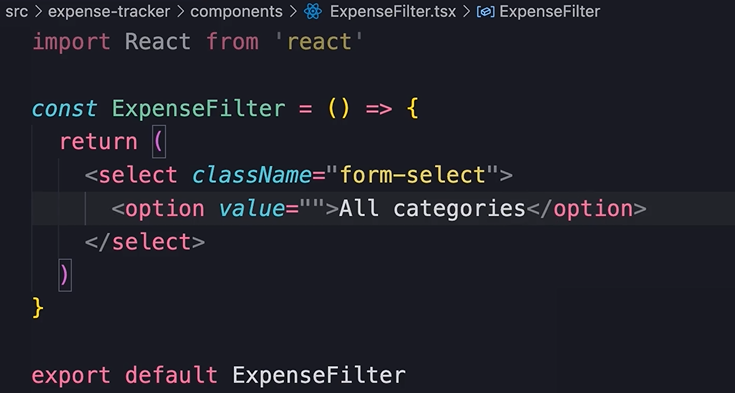 src > expense-tracker > components > ExpenseFilter.tsx > ExpenseFilter
import React from 'react'
const ExpenseFilter = () => {
return (
<select className="form-select">
<option value="">All categories</option>
</select>
)
}
export default ExpenseFilter